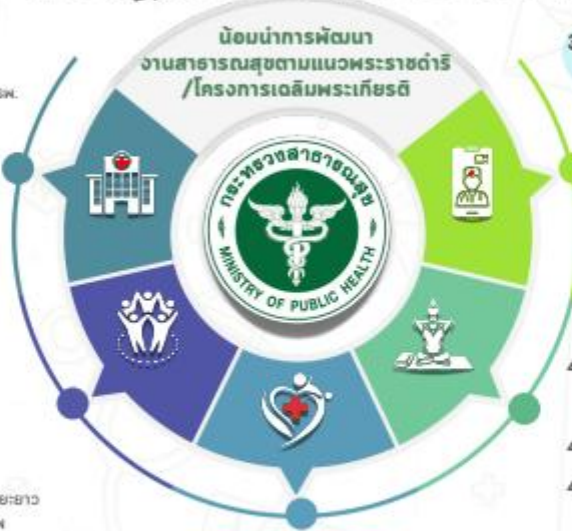 น้อมนำการพัฒนา
งานสาธารณสุขตามแนวพระราชดำริ
/โครงการเฉลิมพระเกียรติ
รพ.
กระทรวงสาธารณสุข
MINISTRY OF PUBLIC HEALTH